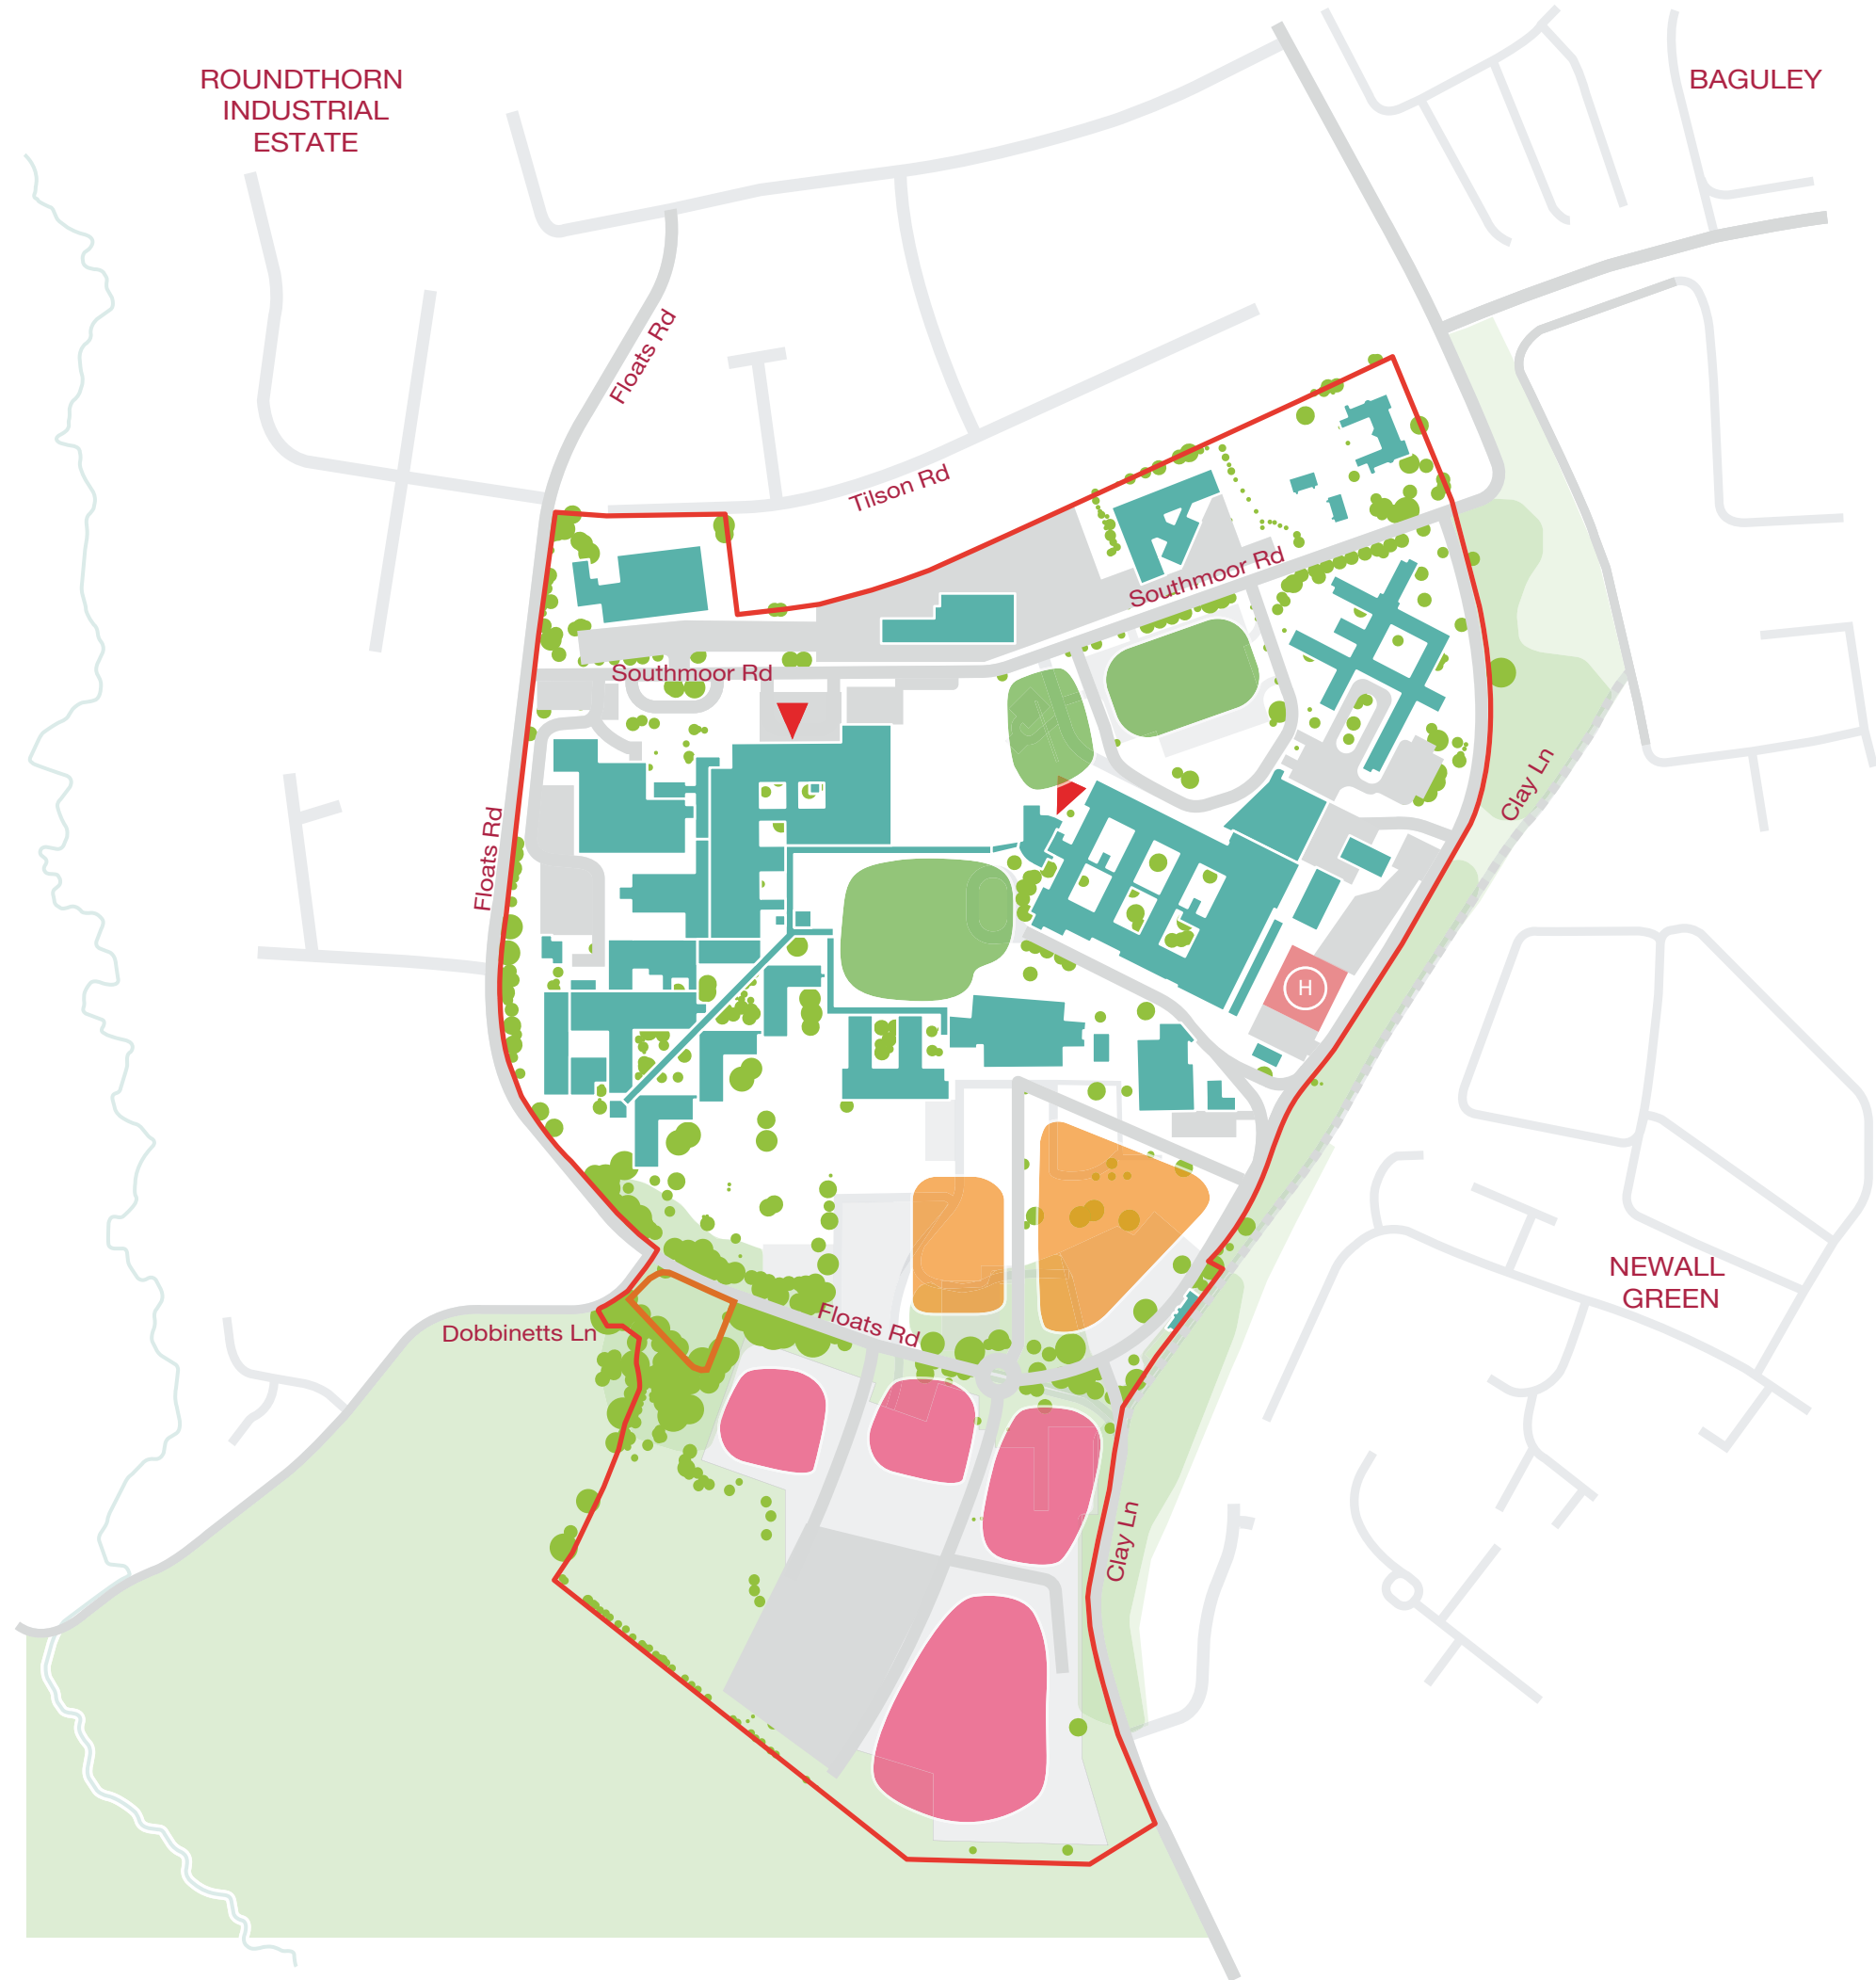 ROUNDTHORN
INDUSTRIAL
ESTATE
BAGULEY
Floats Rd
Tilson Rd
Southmoor Rd
Southmoor Rd
Clay Ln
Floats Rd
H
NEWALL
GREEN
Floats Rd
Dobbinetts Ln
Clay Ln